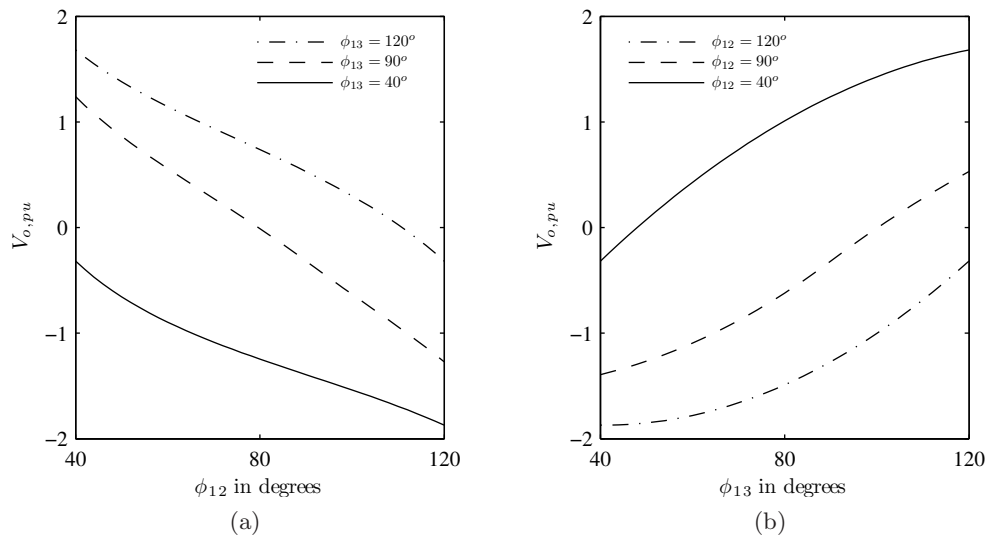 2
1
0
−1
−2
40
80
120
V_{o,pu}
ϕ_{12} in degrees
ϕ_{13} = 120^o
ϕ_{13} = 90^o
ϕ_{13} = 40^o
(a)
2
1
0
−1
−2
40
80
120
V_{o,pu}
ϕ_{13} in degrees
ϕ_{12} = 120^o
ϕ_{12} = 90^o
ϕ_{12} = 40^o
(b)